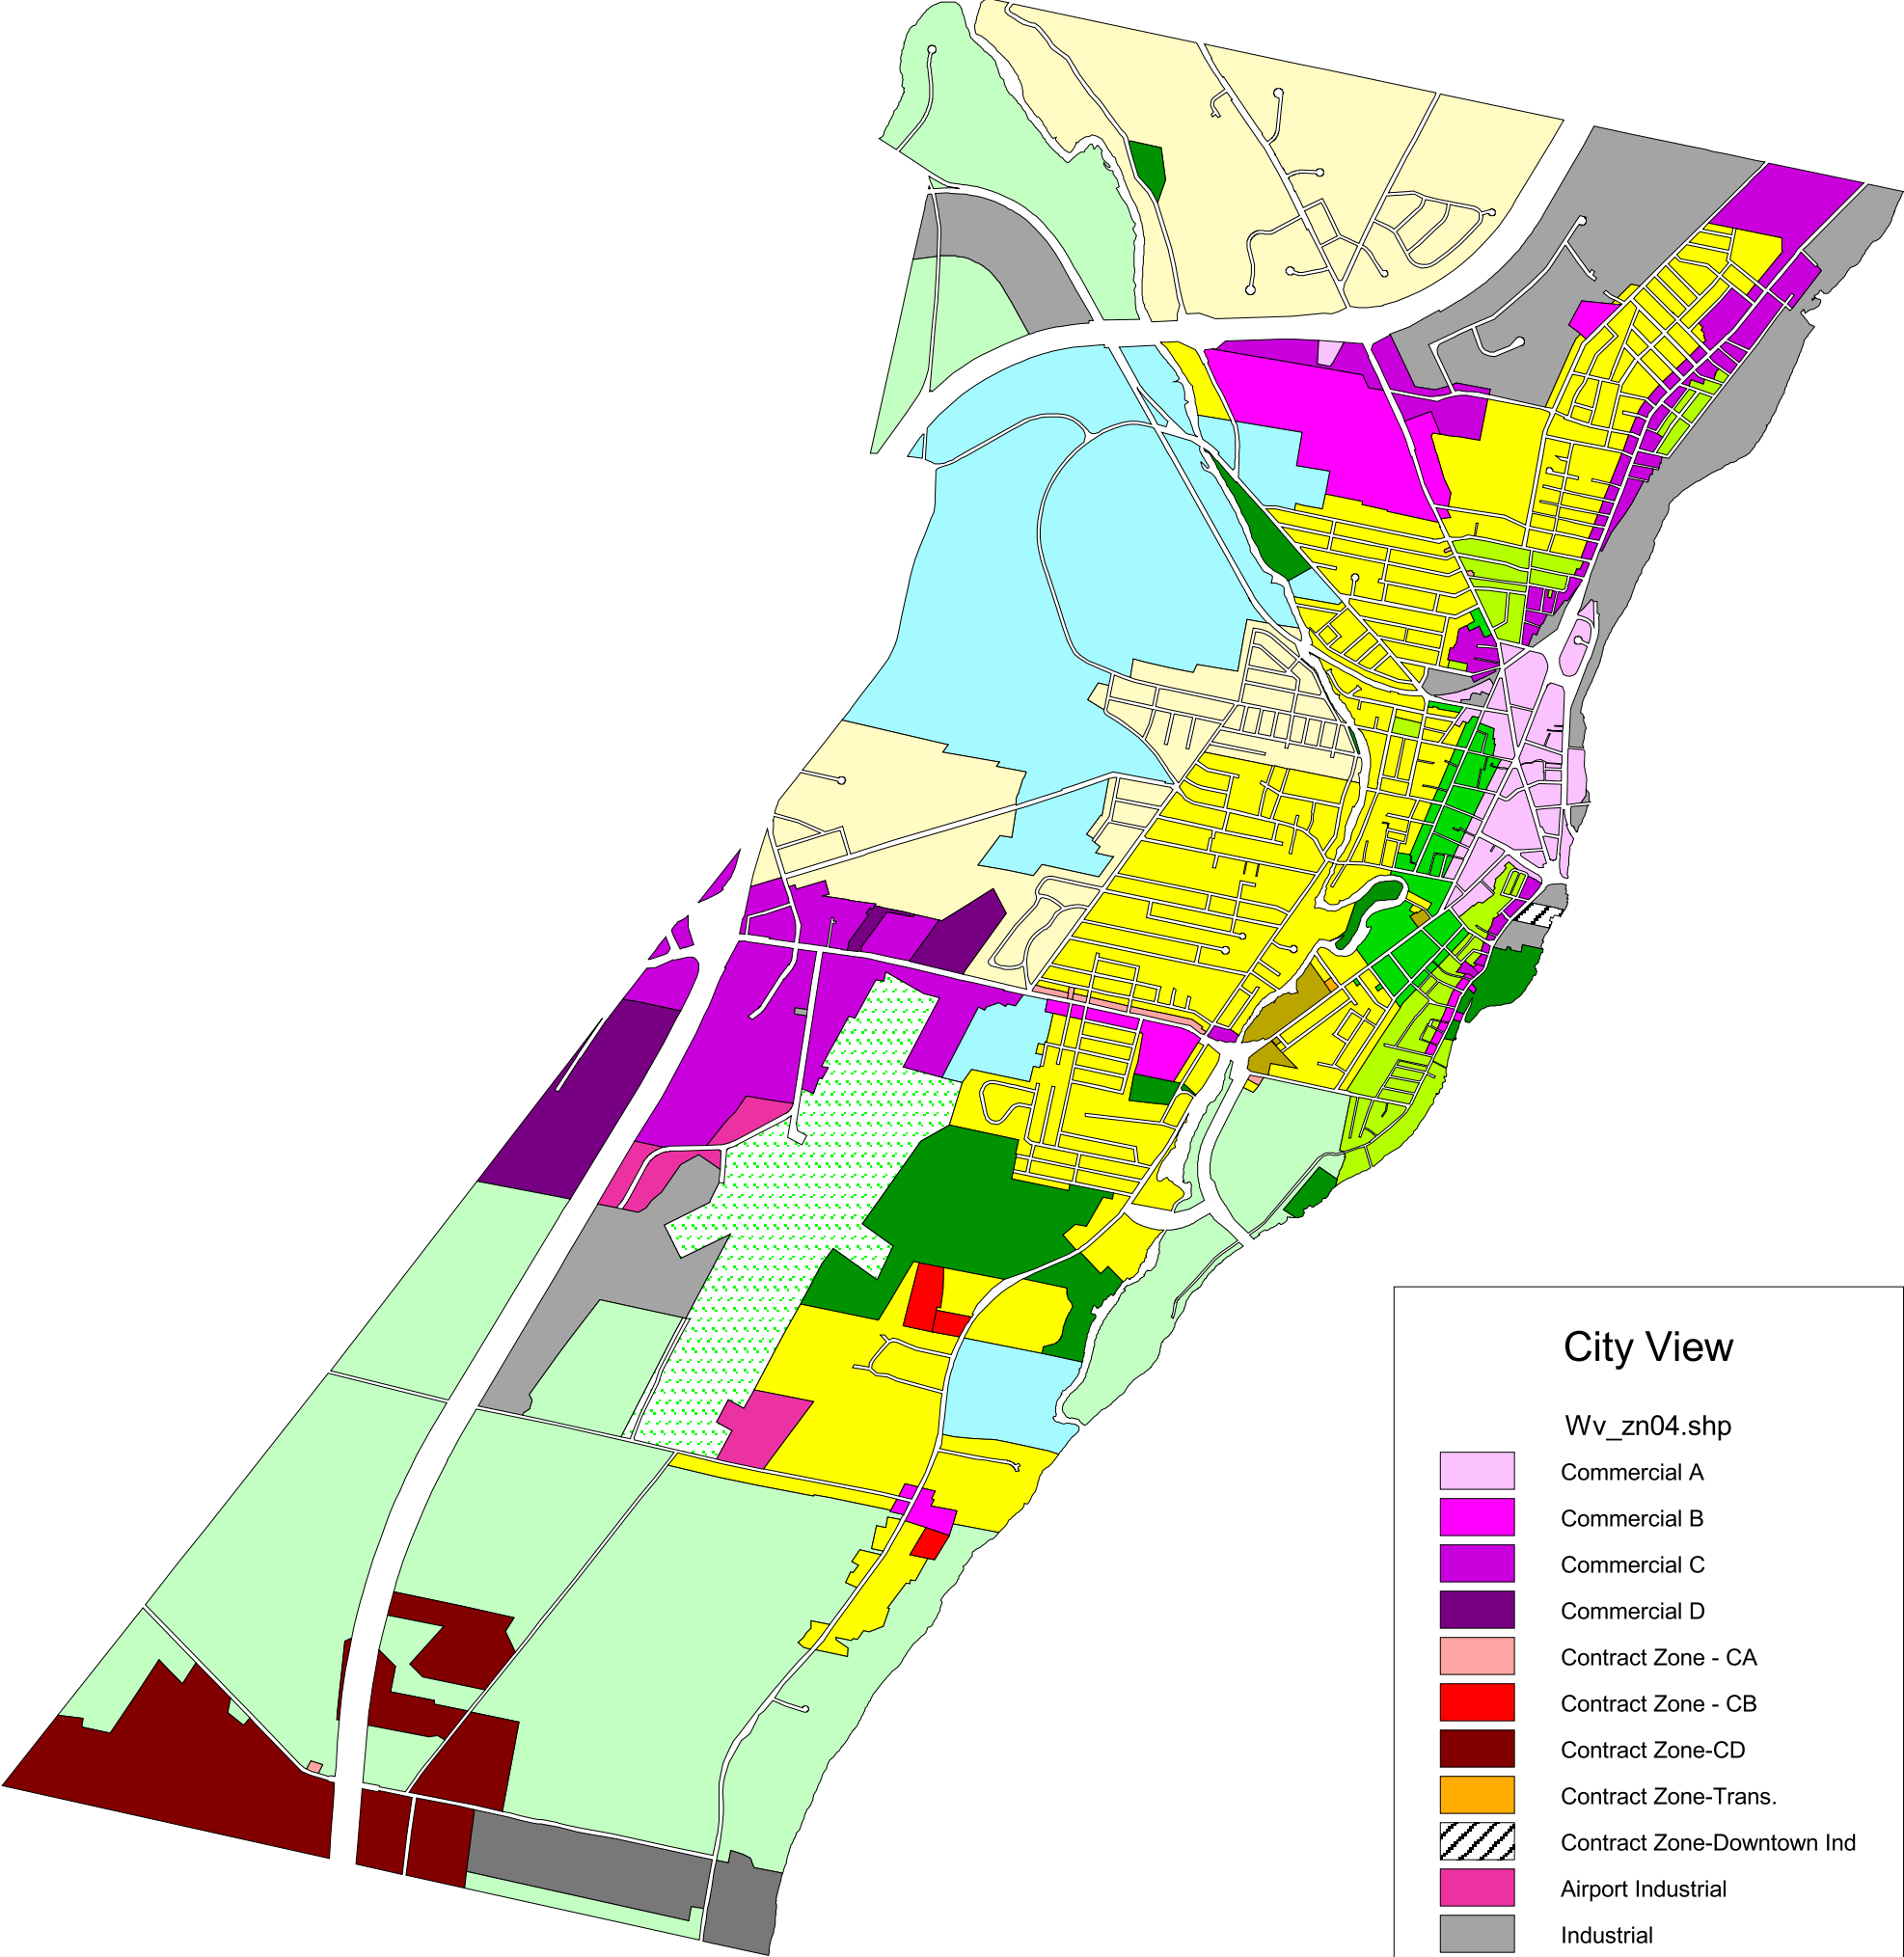 City View
Wv_zn04.shp
Commercial A
Commercial B
Commercial C
Commercial D
Contract Zone - CA
Contract Zone - CB
Contract Zone-CD
Contract Zone-Trans.
Contract Zone-Downtown Ind
Airport Industrial
Industrial